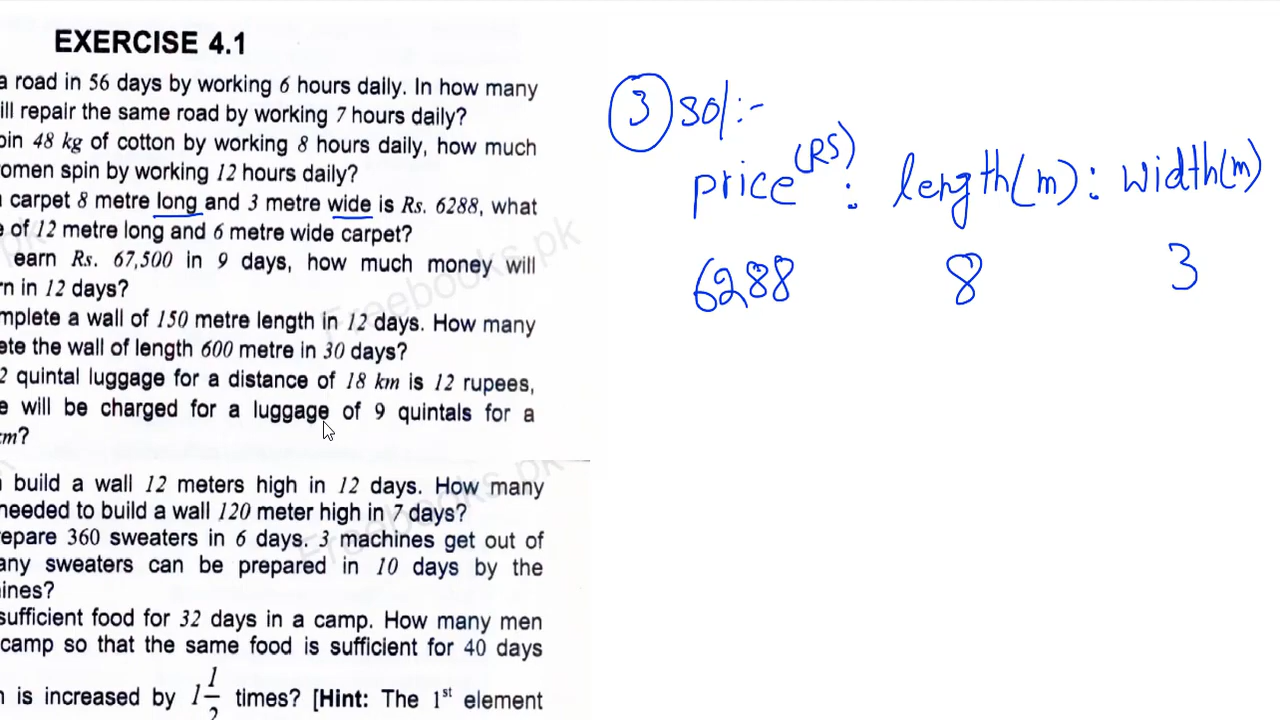 EXERCISE 4.1
a road in 56 days by working 6 hours daily. In how many
ill repair the same road by working 7 hours daily?
pin 48 kg of cotton by working 8 hours daily, how much
omen spin by working 12 hours daily?
carpet 8 metre long and 3 metre wide is Rs. 6288, what
of 12 metre long and 6 metre wide carpet?
earn Rs. 67,500 in 9 days, how much money will
rn in 12 days?
mplete a wall of 150 metre length in 12 days. How many
ete the wall of length 600 metre in 30 days?
2 quintal luggage for a distance of 18 km is 12 rupees,
e will be charged for a luggage of 9 quintals for a
km?
build a wall 12 meters high in 12 days. How many
needed to build a wall 120 meter high in 7 days?
epare 360 sweaters in 6 days. 3 machines get out of
any sweaters can be prepared in 10 days by the
ines?
sufficient food for 32 days in a camp. How many men
camp so that the same food is sufficient for 40 days
n is increased by 1 1/2 times? [Hint: The 1st element
Freebooks.pk
Freebooks.pk
3 sol:-
price (RS) : length(m) : width(m)
6288 8 3